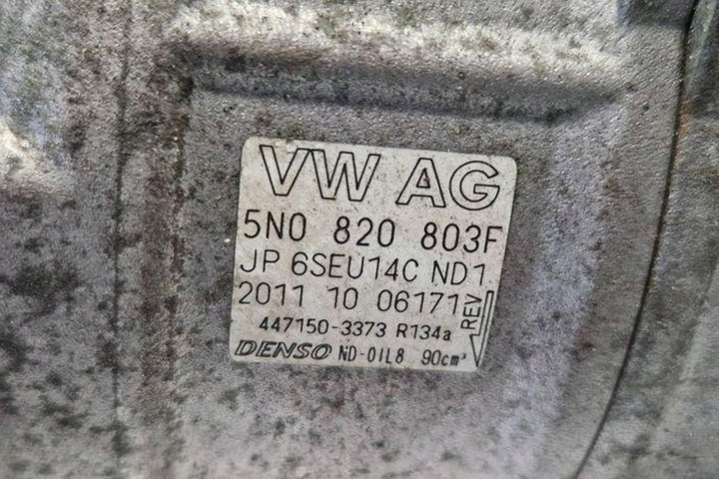 VW AG
5N0 820 803F
JP 6SEU14C ND1
2011 10 06171
REV
447150-3373 R134a
DENSO ND-OIL8 90cm³